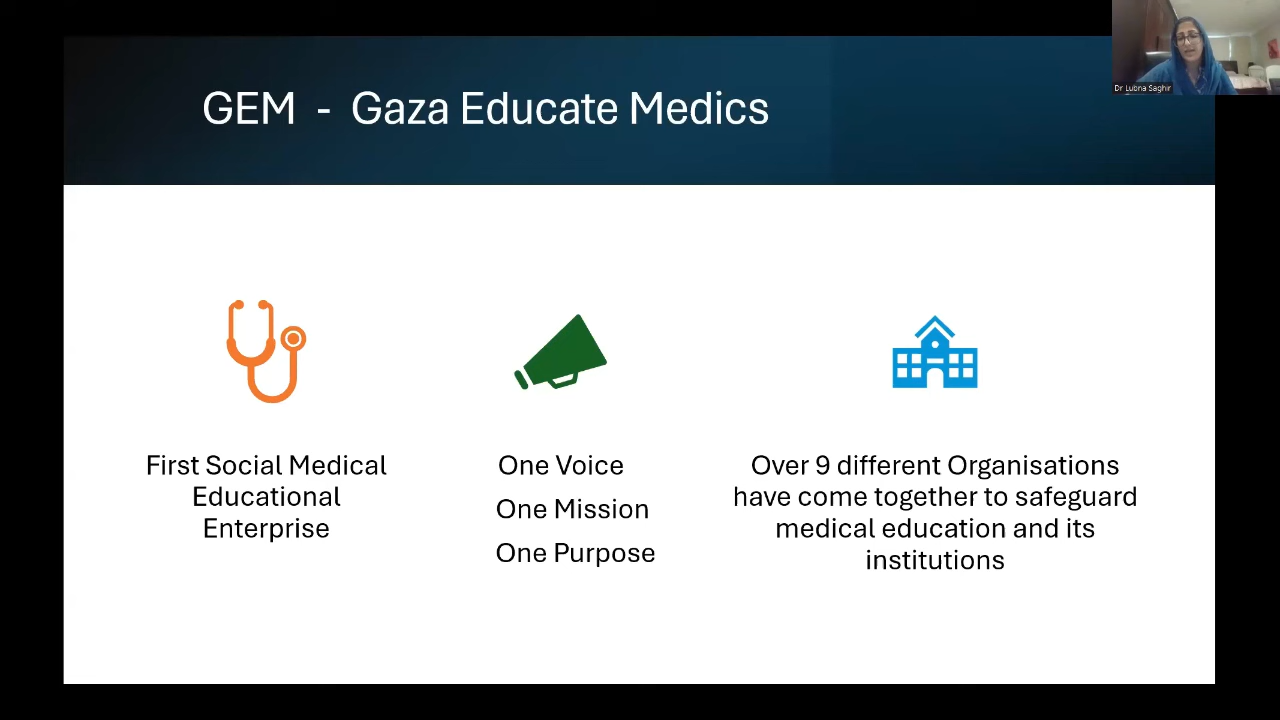 GEM - Gaza Educate Medics
Dr Lubna Saghir
First Social Medical
Educational
Enterprise
One Voice
One Mission
One Purpose
Over 9 different Organisations
have come together to safeguard
medical education and its
institutions